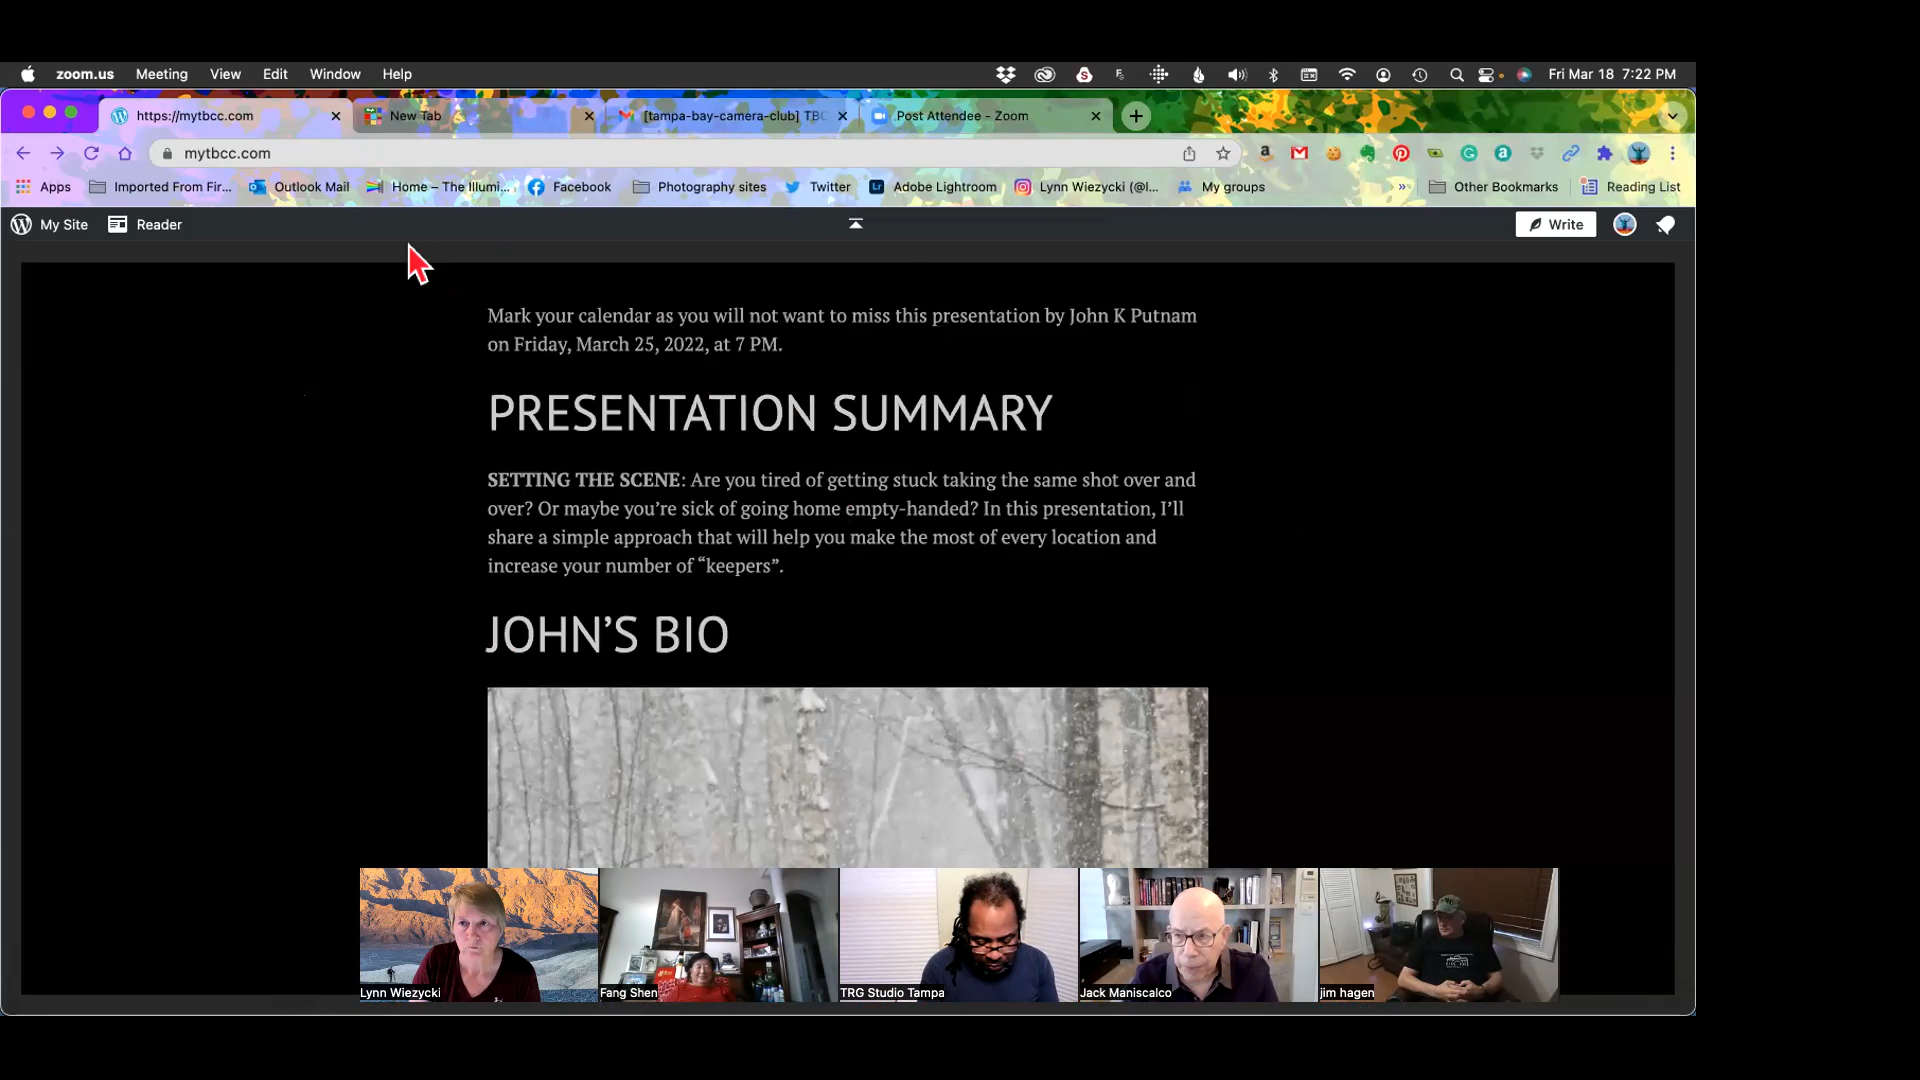 zoom.us Meeting View Edit Window Help Fri Mar 18 7:22 PM
https://mytbcc.com New Tab [tampa-bay-camera-club] TBC Post Attendee - Zoom
mytbcc.com
Apps Imported From Fir... Outlook Mail Home – The Illumi... Facebook Photography sites Twitter Adobe Lightroom Lynn Wiezycki (@l... My groups Other Bookmarks Reading List
My Site Reader Write
Mark your calendar as you will not want to miss this presentation by John K Putnam
on Friday, March 25, 2022, at 7 PM.
PRESENTATION SUMMARY
SETTING THE SCENE: Are you tired of getting stuck taking the same shot over and
over? Or maybe you’re sick of going home empty-handed? In this presentation, I’ll
share a simple approach that will help you make the most of every location and
increase your number of “keepers”.
JOHN’S BIO
Lynn Wiezycki Fang Shen TRG Studio Tampa Jack Maniscalco jim hagen